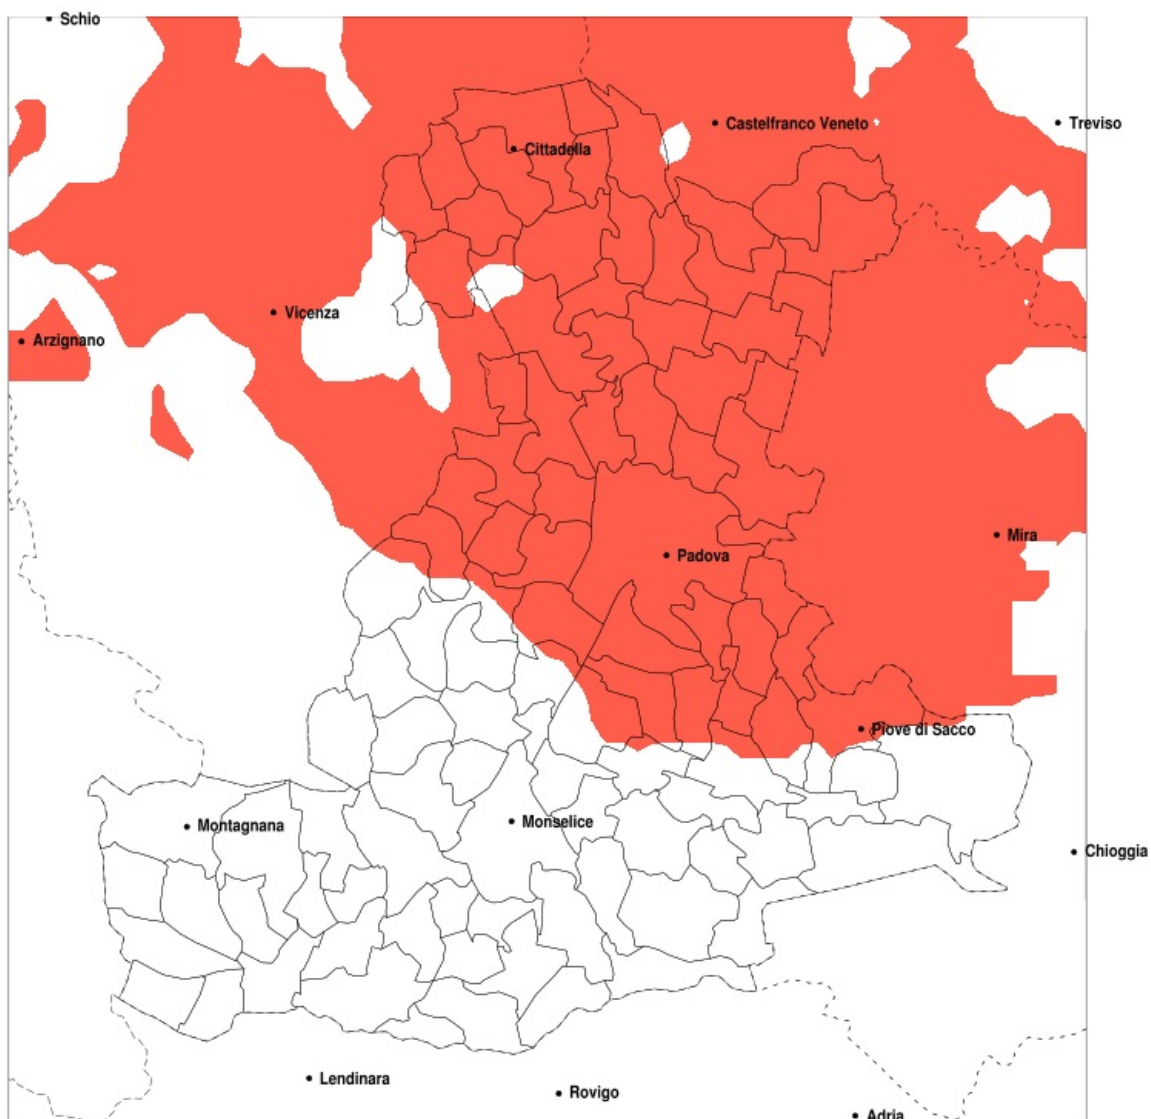 Schio
Castelfranco Veneto
Treviso
Cittadella
Vicenza
Arzignano
Mira
Padova
Piove di Sacco
Monselice
Montagnana
Chioggia
Lendinara
Rovigo
Adria